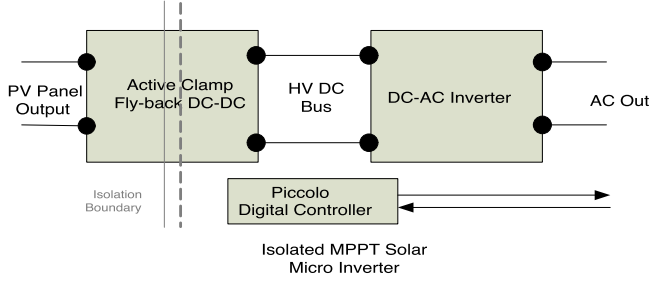 PV Panel
Output
Active Clamp
Fly-back DC-DC
HV DC
Bus
DC-AC Inverter
AC Out
Isolation
Boundary
Piccolo
Digital Controller
Isolated MPPT Solar
Micro Inverter